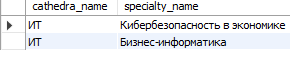 cathedra_name specialty_name
ИТ Кибербезопасность в экономике
ИТ Бизнес-информатика